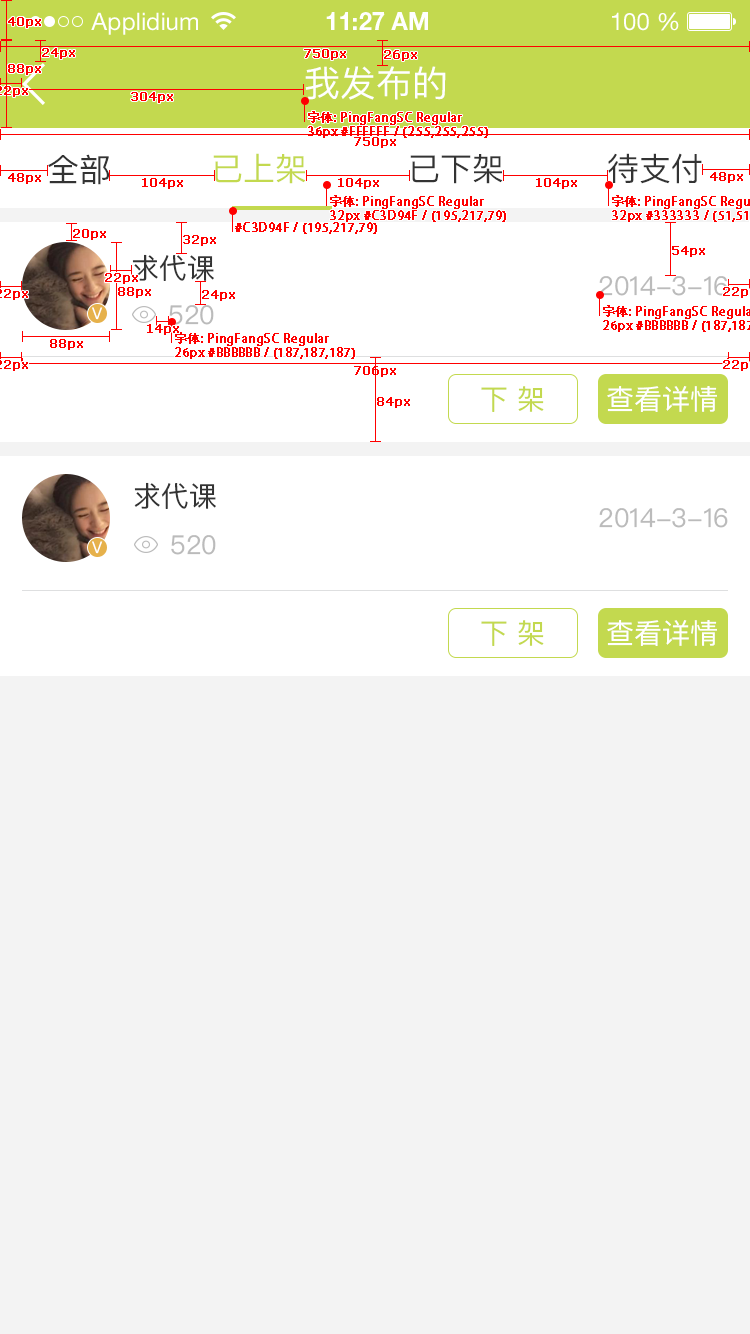 40px Applidium 11:27 AM 100 %
24px 750px 26px
88px
22px 304px 我发布的
字体: PingFangSC Regular
36px #FFFFFF / (255,255,255)
750px
48px 全部 104px 已上架 104px 已下架 104px 待支付 48px
字体: PingFangSC Regular
32px #C3D94F / (195,217,79)
字体: PingFangSC Regu
32px #333333 / (51,51
#C3D94F / (195,217,79)
20px 32px 54px
22px 求代课 22px 88px 24px 2014-3-16 22p
520
14px
字体: PingFangSC Regular
26px #BBBBBB / (187,187,187)
字体: PingFangSC Regu
26px #BBBBBB / (187,187
V
88px
22px 706px 22p
84px
下 架 查看详情
求代课
520
2014-3-16
V
下 架 查看详情